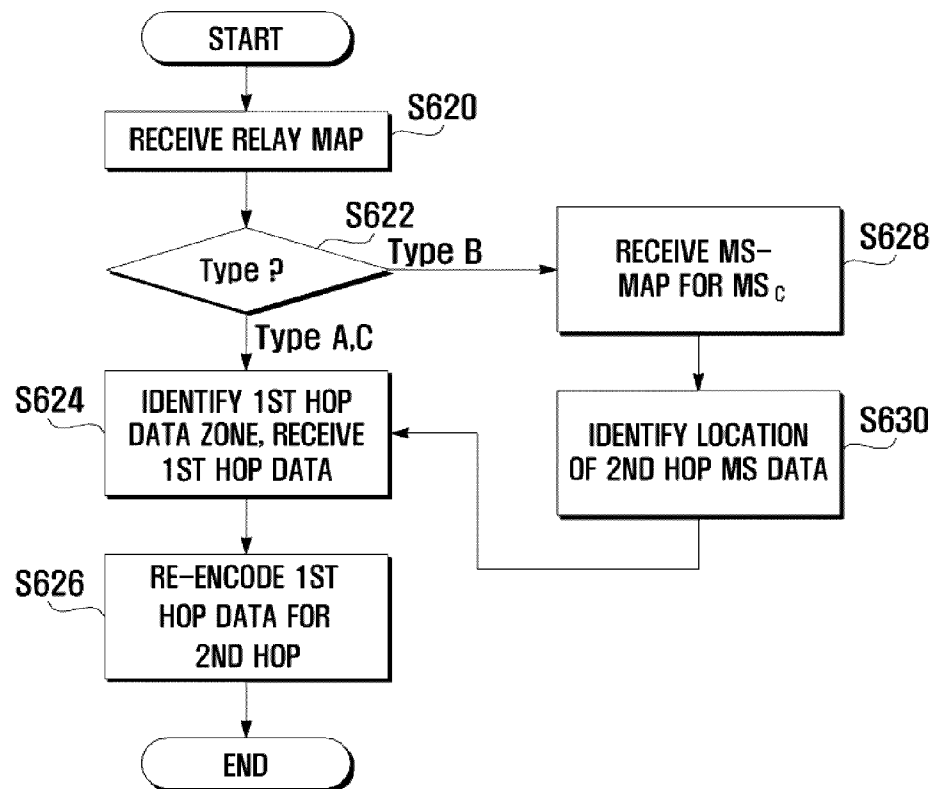 START
S620
RECEIVE RELAY MAP
S622
Type ?
Type B
Type A,C
S628
RECEIVE MS-
MAP FOR MSC
S624
IDENTIFY 1ST HOP
DATA ZONE, RECEIVE
1ST HOP DATA
S630
IDENTIFY LOCATION
OF 2ND HOP MS DATA
S626
RE-ENCODE 1ST
HOP DATA FOR
2ND HOP
END